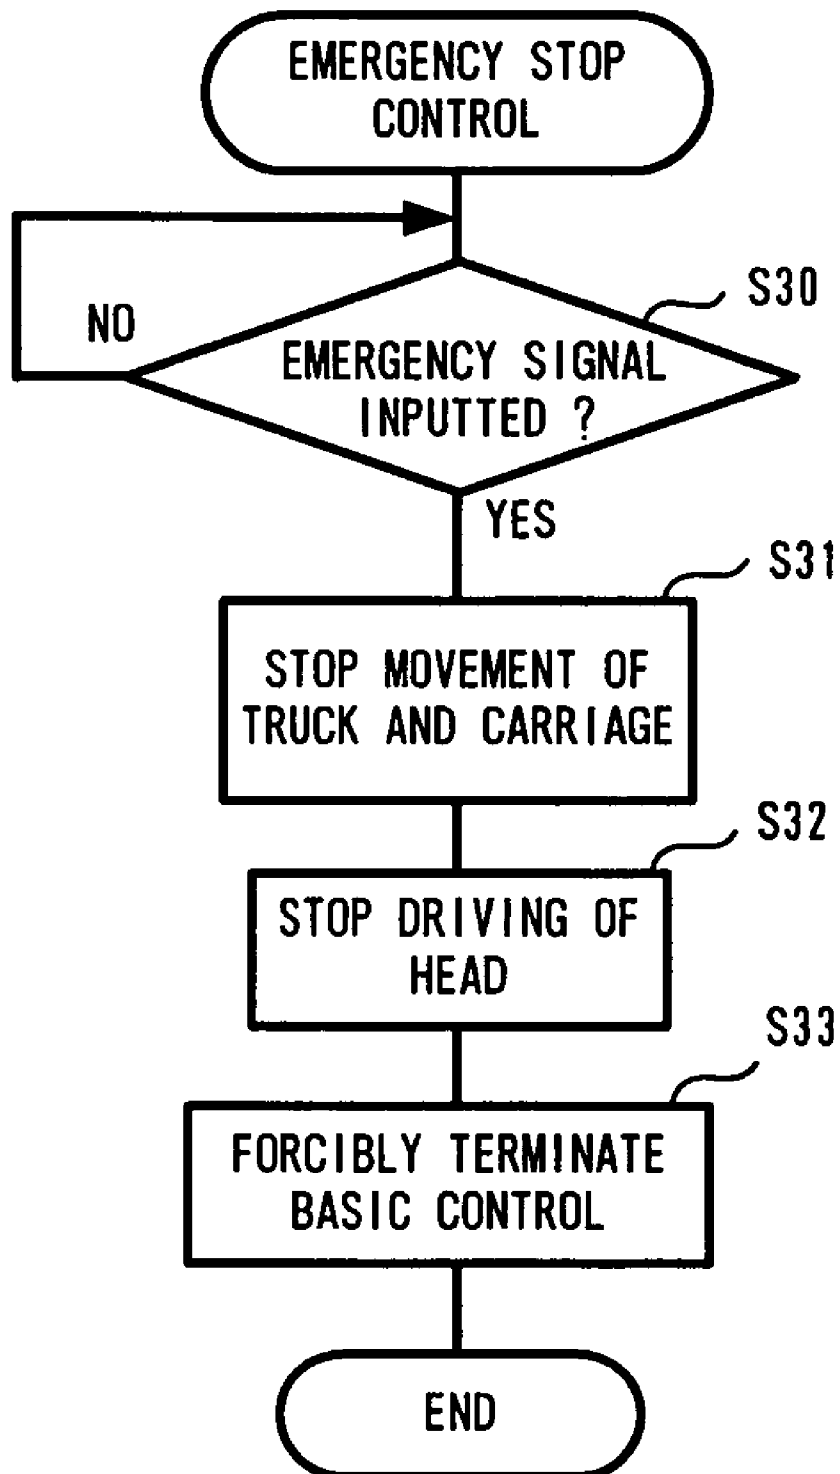 EMERGENCY STOP
CONTROL
S30
NO
EMERGENCY SIGNAL
INPUTTED ?
YES
S31
STOP MOVEMENT OF
TRUCK AND CARRIAGE
S32
STOP DRIVING OF
HEAD
S33
FORCIBLY TERMINATE
BASIC CONTROL
END